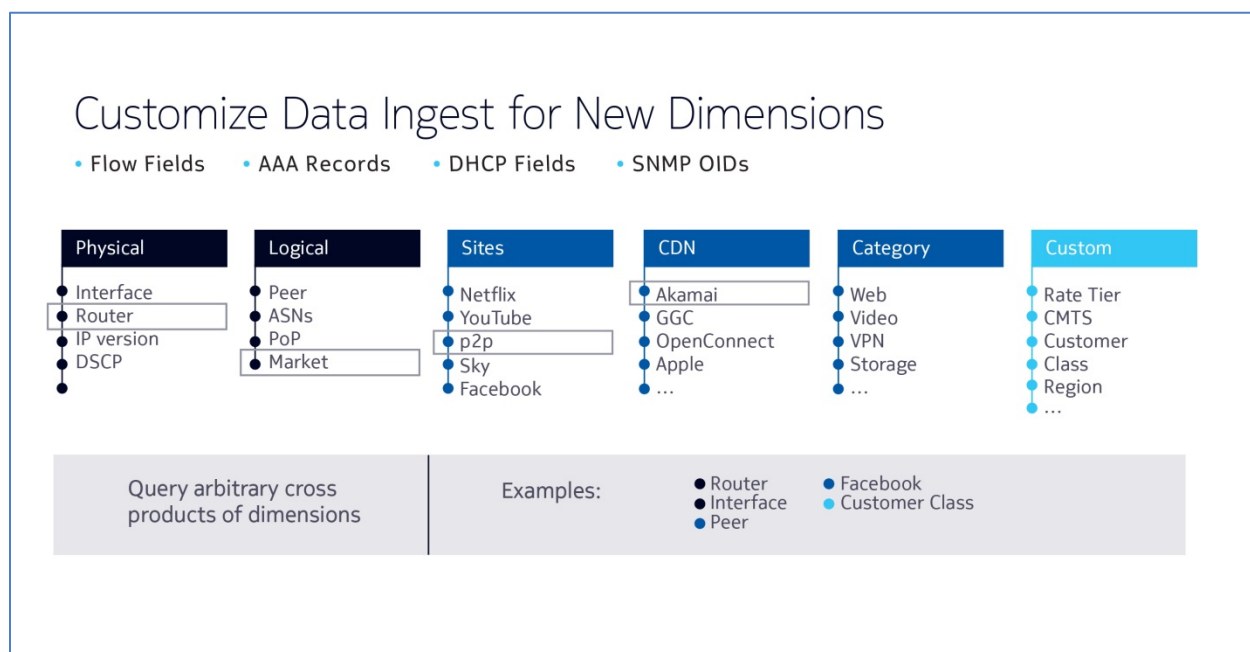 Customize Data Ingest for New Dimensions
• Flow Fields • AAA Records • DHCP Fields • SNMP OIDs
Physical
Interface
Router
IP version
DSCP
Logical
Peer
ASNs
PoP
Market
Sites
Netflix
YouTube
p2p
Sky
Facebook
CDN
Akamai
GGC
OpenConnect
Apple
...
Category
Web
Video
VPN
Storage
...
Custom
Rate Tier
CMTS
Customer
Class
Region
...
Query arbitrary cross
products of dimensions
Examples:
Router
Interface
Peer
Facebook
Customer Class